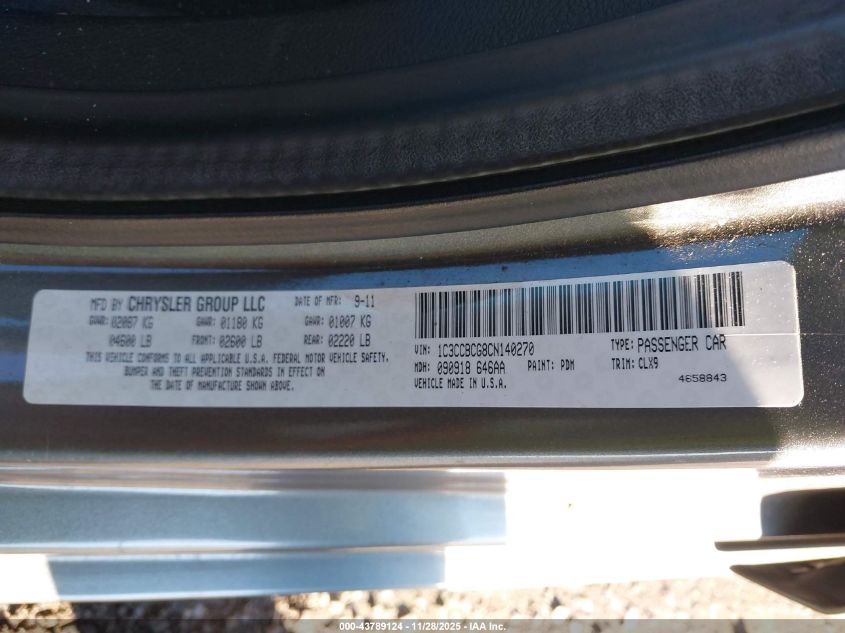 MFD BY CHRYSLER GROUP LLC DATE OF MFR: 9-11
GVWR: 02087 KG GAWR: 01180 KG GAWR: 01007 KG
04600 LB FRONT: 02600 LB REAR: 02220 LB
THIS VEHICLE CONFORMS TO ALL APPLICABLE U.S.A. FEDERAL MOTOR VEHICLE SAFETY,
BUMPER AND THEFT PREVENTION STANDARDS IN EFFECT ON
THE DATE OF MANUFACTURE SHOWN ABOVE.
VIN: 1C3CCBCG8CN140270 TYPE: PASSENGER CAR
MDH: 090918 646AA PAINT: PDM TRIM: CLX9
VEHICLE MADE IN U.S.A. 4658843
000-43789124 - 11/28/2025 - IAA Inc.